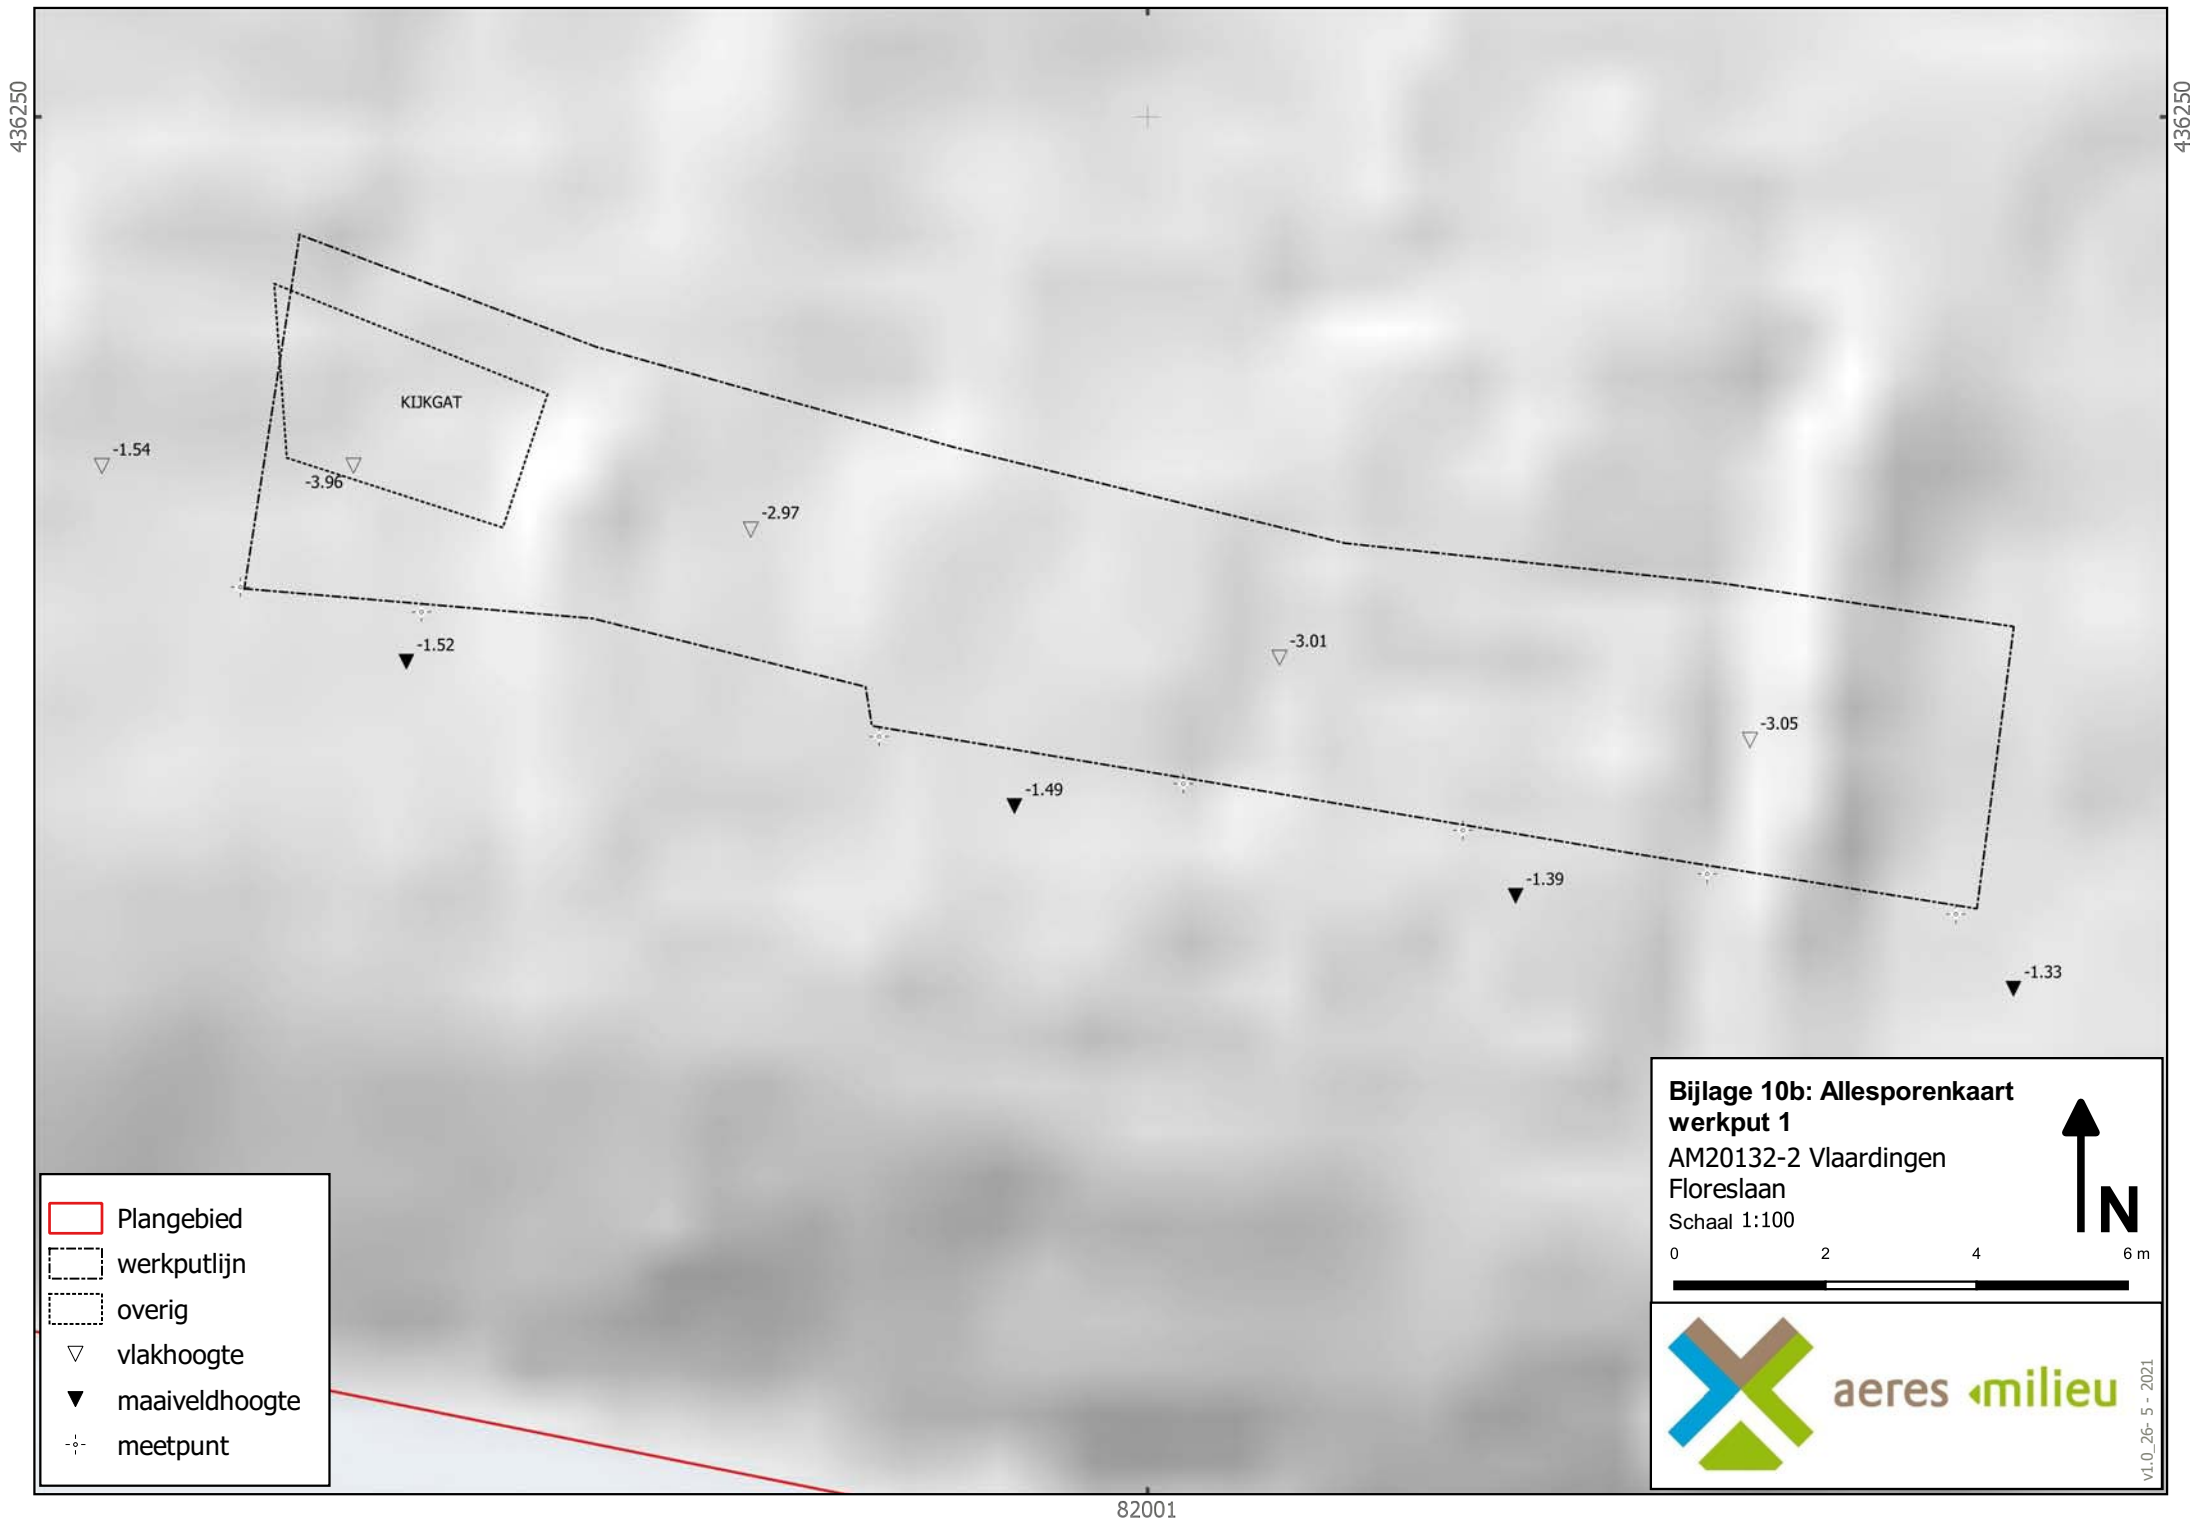 436250
436250
KIJKGAT
-1.54
-3.96
-2.97
-1.52
-3.01
-3.05
-1.49
-1.39
-1.33
Plangebied
werkputlijn
overig
vlakhoogte
maaiveldhoogte
meetpunt
Bijlage 10b: Allesporenkaart
werkput 1
AM20132-2 Vlaardingen
Floreslaan
Schaal 1:100
N
0 2 4 6 m
aeres milieu
v1.0_26- 5 - 2021
82001